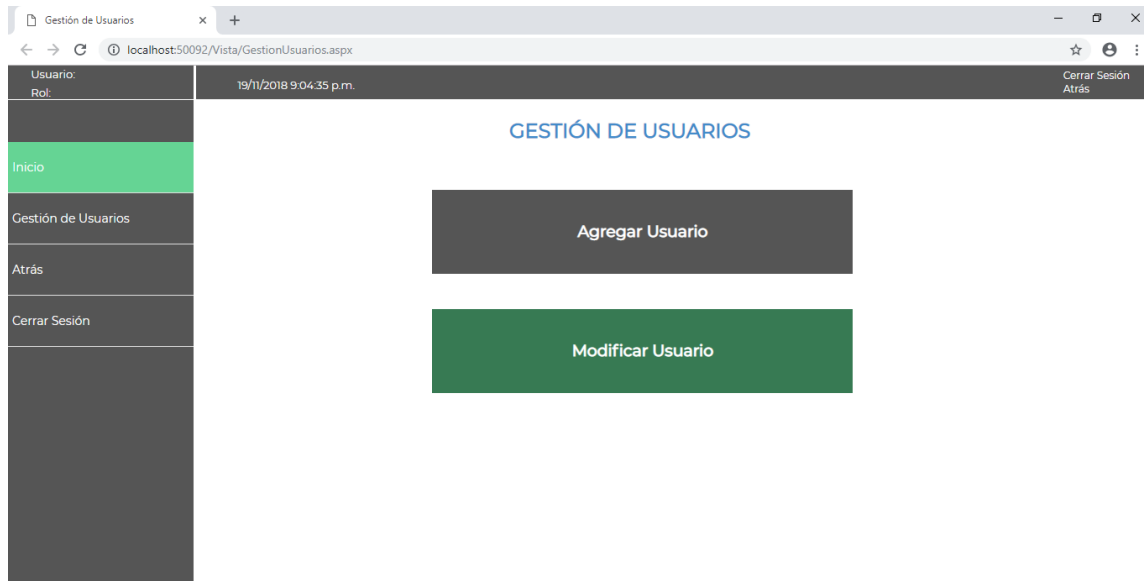 Gestión de Usuarios
localhost:50092/Vista/GestionUsuarios.aspx
Usuario:
Rol:
19/11/2018 9:04:35 p.m.
Cerrar Sesión
Atrás
GESTIÓN DE USUARIOS
Inicio
Gestión de Usuarios
Atrás
Cerrar Sesión
Agregar Usuario
Modificar Usuario